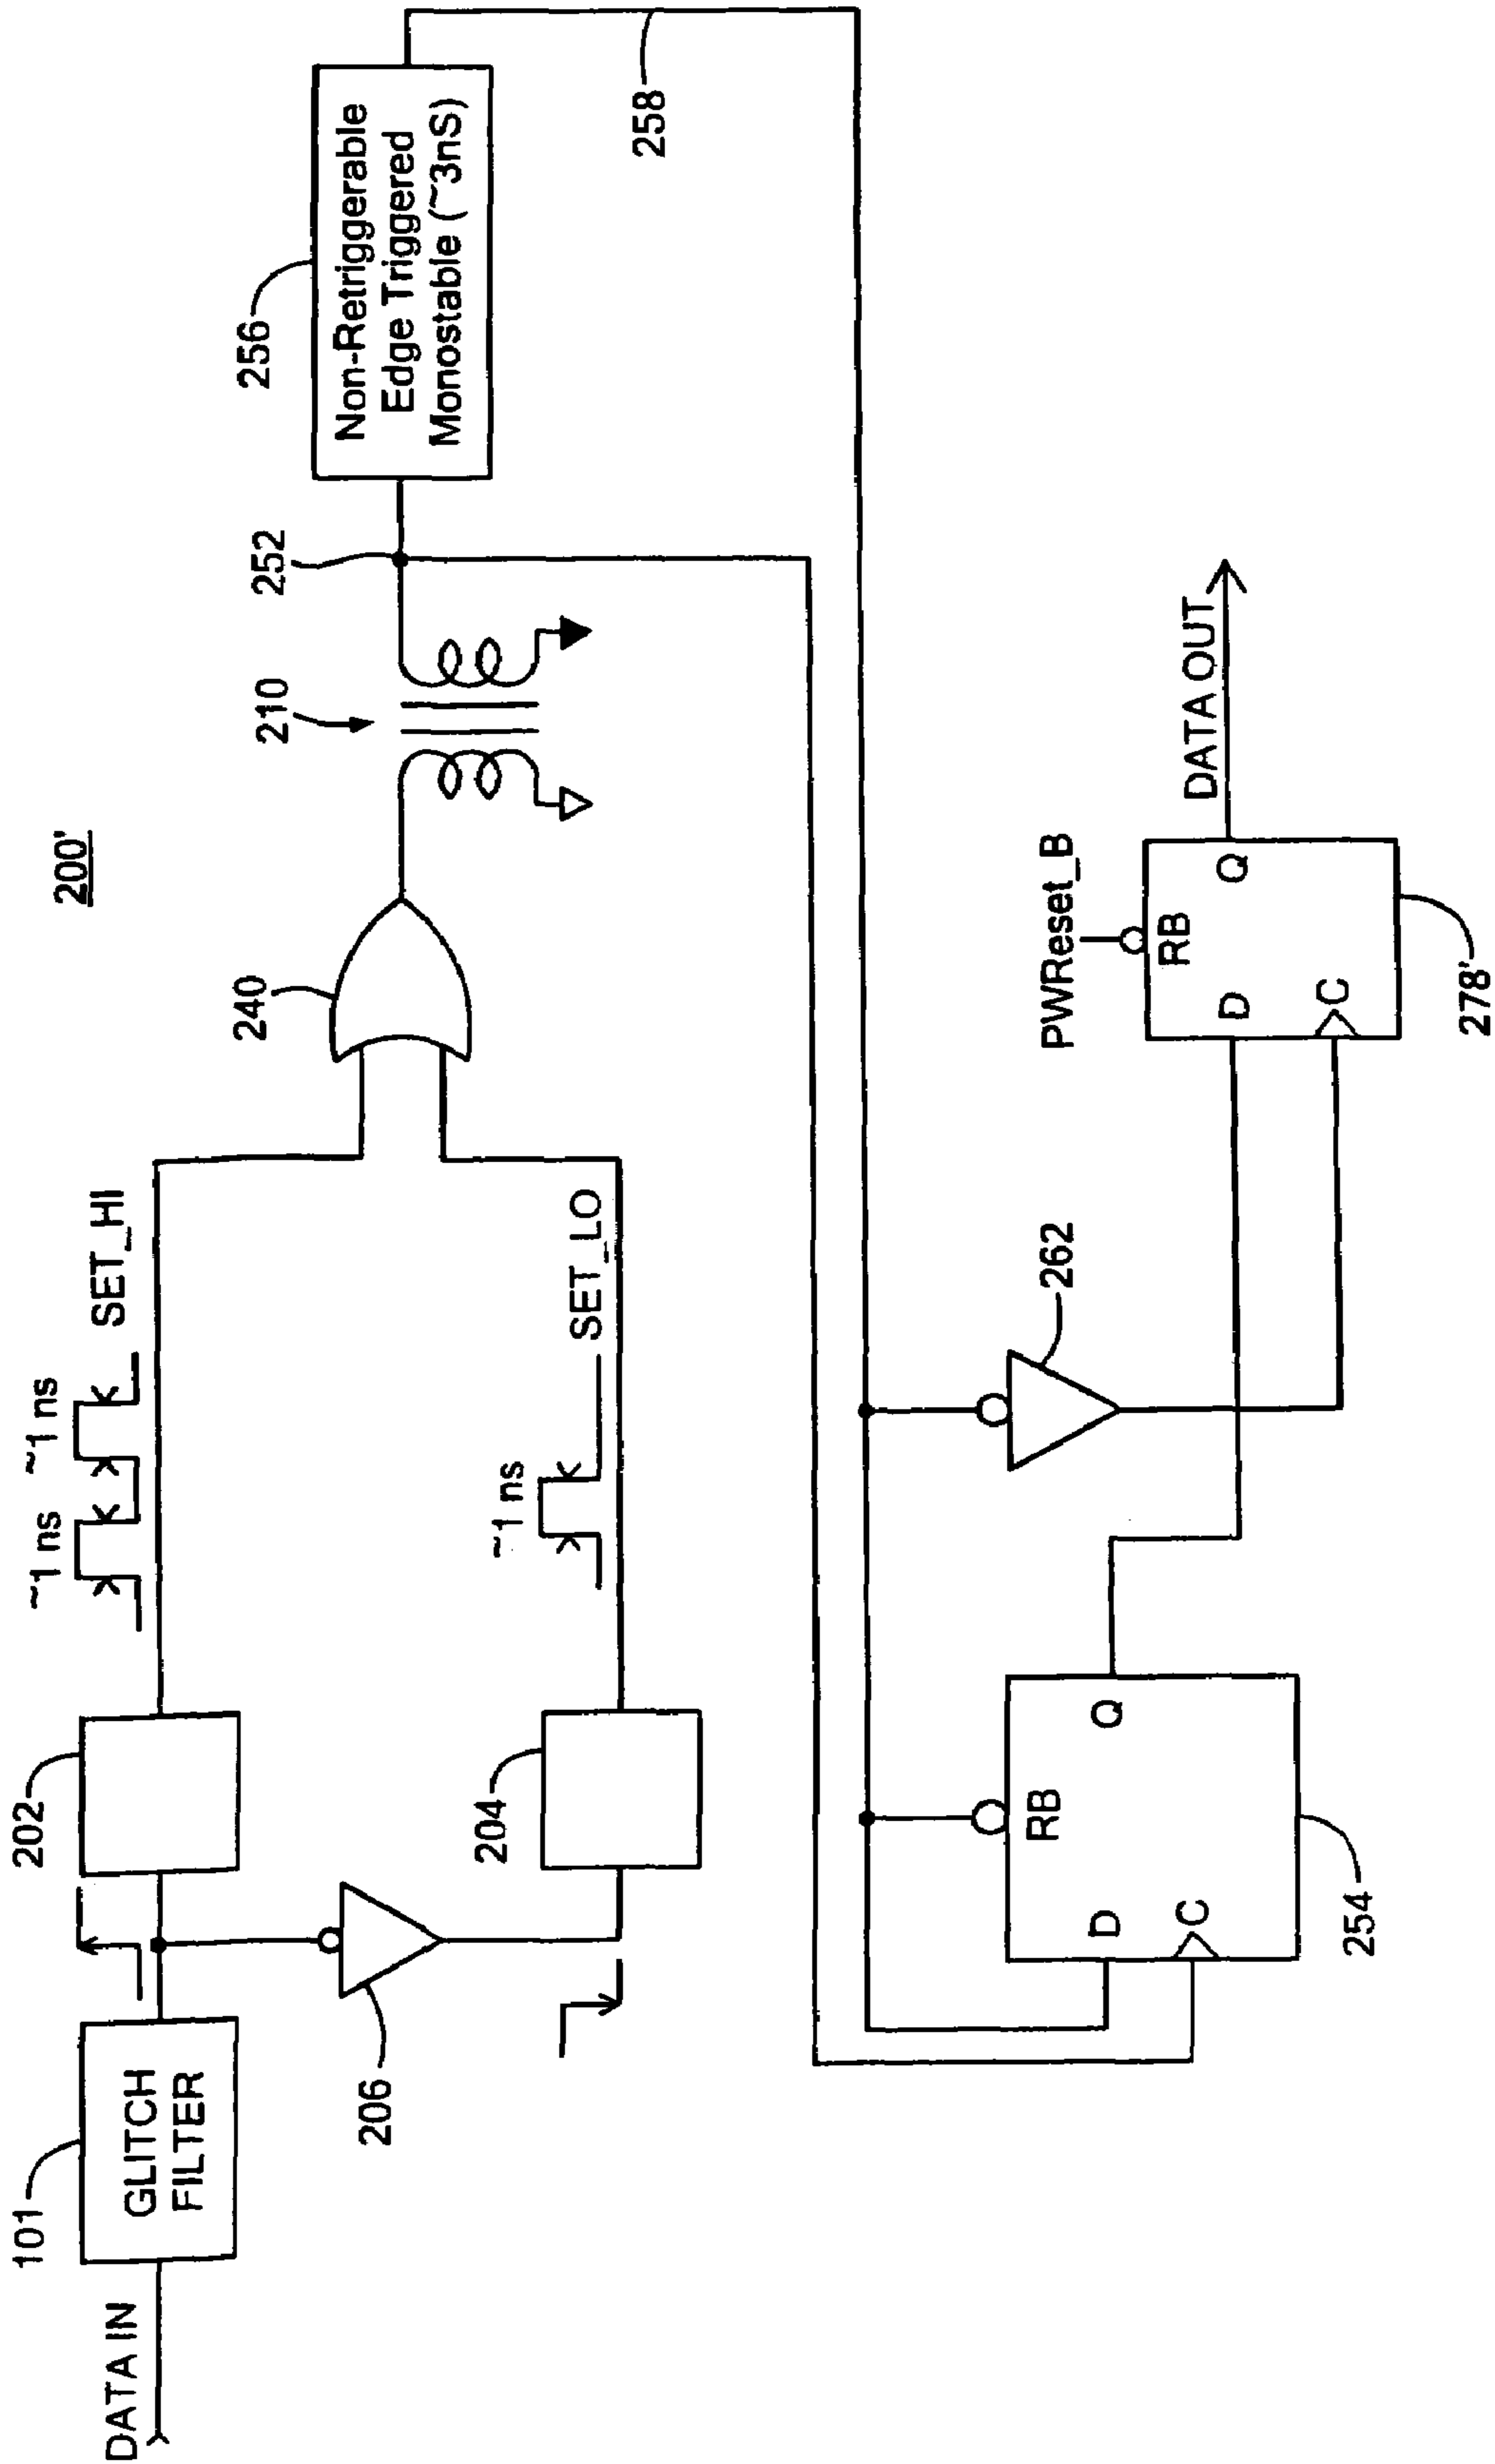 200'
DATA IN
101
GLITCH
FILTER
202
206
204
~1 ns
~1 ns
SET_HI
~1 ns
SET_LO
240
210
252
256
Non-Retriggerable
Edge Triggered
Monostable (~3nS)
258
254
D
C
RB
Q
262
PWReset_B
D
C
RB
Q
278'
DATA OUT